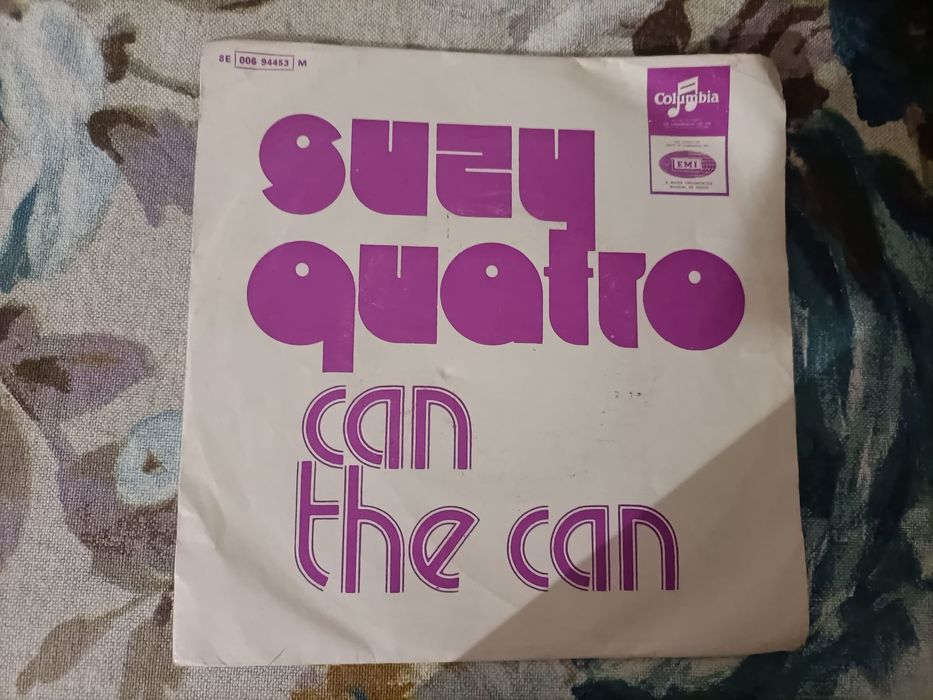 8E 006 94453 M
Columbia
EMI
suzy
quatro
can
the can